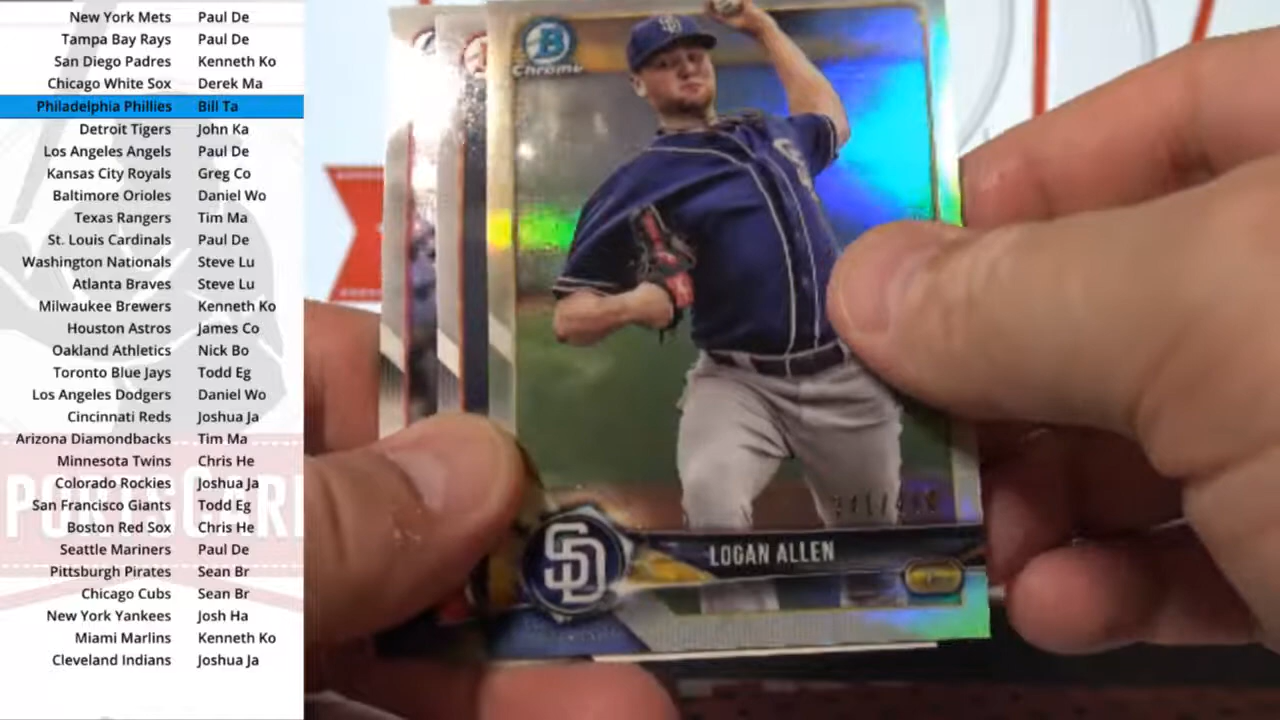 New York Mets Paul De
Tampa Bay Rays Paul De
San Diego Padres Kenneth Ko
Chicago White Sox Derek Ma
Philadelphia Phillies Bill Ta
Detroit Tigers John Ka
Los Angeles Angels Paul De
Kansas City Royals Greg Co
Baltimore Orioles Daniel Wo
Texas Rangers Tim Ma
St. Louis Cardinals Paul De
Washington Nationals Steve Lu
Atlanta Braves Steve Lu
Milwaukee Brewers Kenneth Ko
Houston Astros James Co
Oakland Athletics Nick Bo
Toronto Blue Jays Todd Eg
Los Angeles Dodgers Daniel Wo
Cincinnati Reds Joshua Ja
Arizona Diamondbacks Tim Ma
Minnesota Twins Chris He
Colorado Rockies Joshua Ja
San Francisco Giants Todd Eg
Boston Red Sox Chris He
Seattle Mariners Paul De
Pittsburgh Pirates Sean Br
Chicago Cubs Sean Br
New York Yankees Josh Ha
Miami Marlins Kenneth Ko
Cleveland Indians Joshua Ja
B
Chrome
SD
LOGAN ALLEN
SD